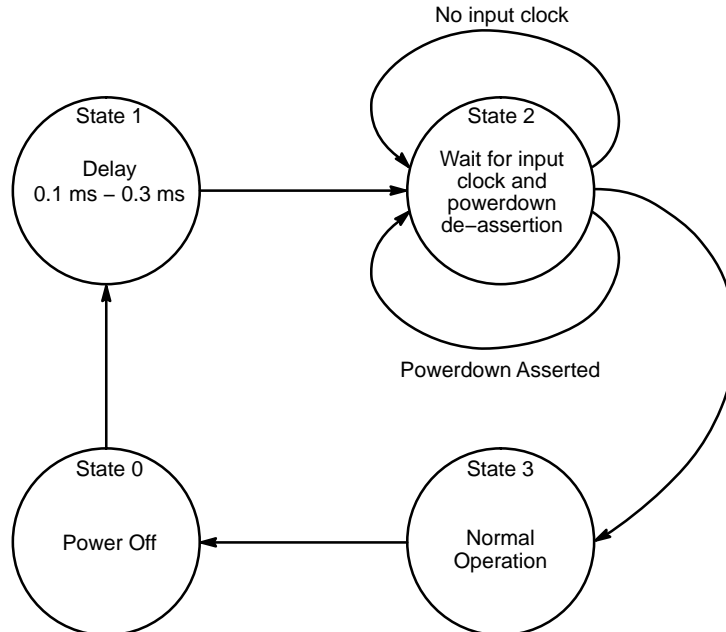 No input clock
State 1
Delay
0.1 ms – 0.3 ms
State 2
Wait for input
clock and
powerdown
de–assertion
Powerdown Asserted
State 0
Power Off
State 3
Normal
Operation